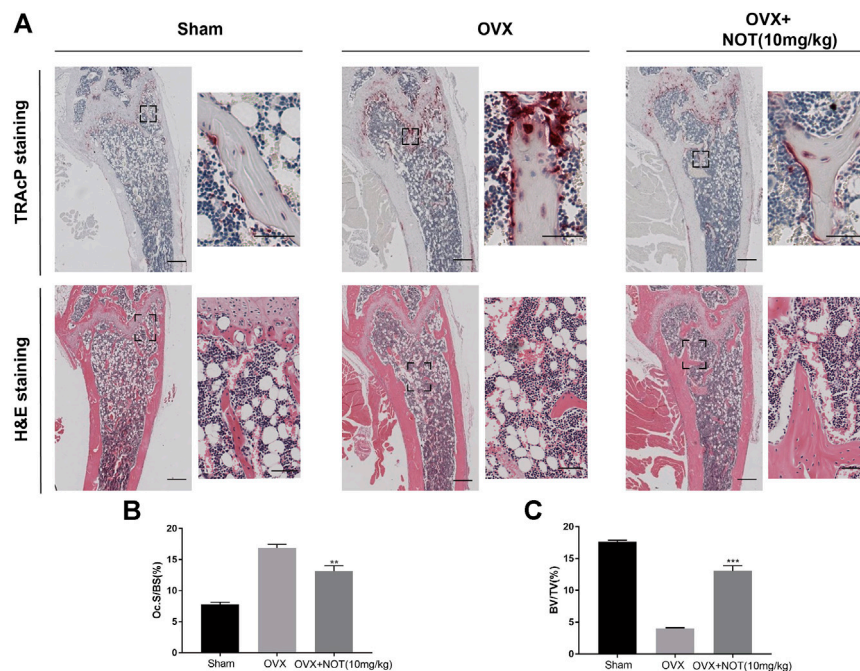 A
Sham
OVX
OVX+
NOT(10mg/kg)
TRAcP staining
H&E staining
B
Oc.S/BS(%)
20
15
10
5
0
**
Sham
OVX
OVX+NOT(10mg/kg)
C
BV/TV(%)
20
15
10
5
0
***
Sham
OVX
OVX+NOT(10mg/kg)